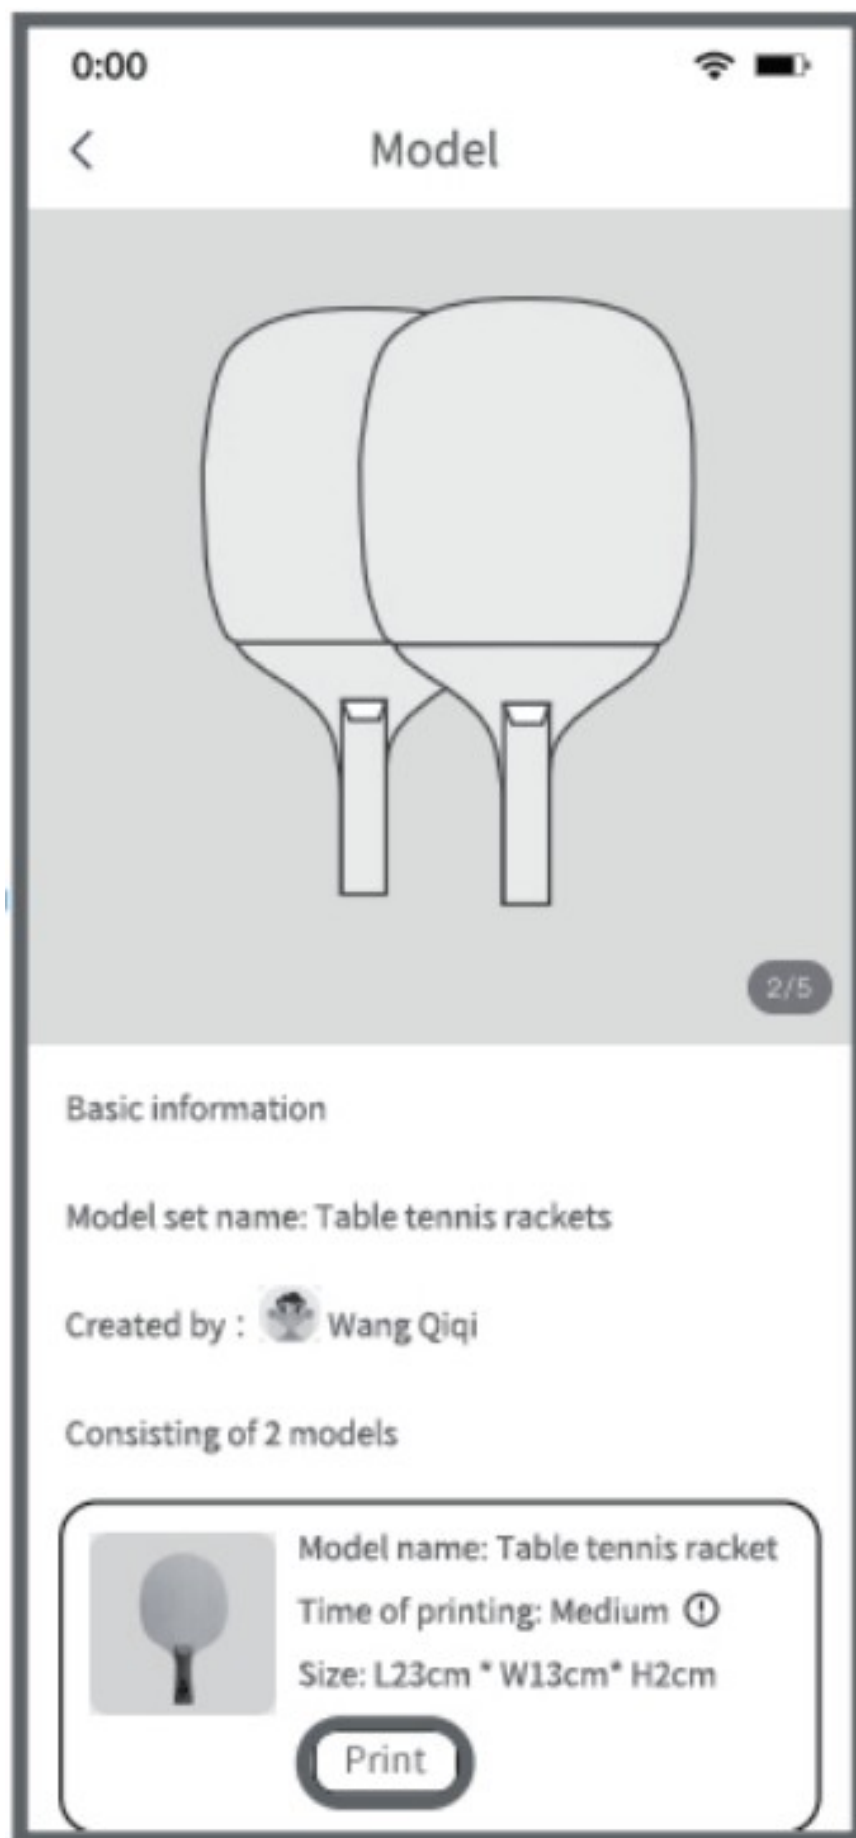 0:00
Model
2/5
Basic information
Model set name: Table tennis rackets
Created by : Wang Qiqi
Consisting of 2 models
Model name: Table tennis racket
Time of printing: Medium
Size: L23cm * W13cm* H2cm
Print